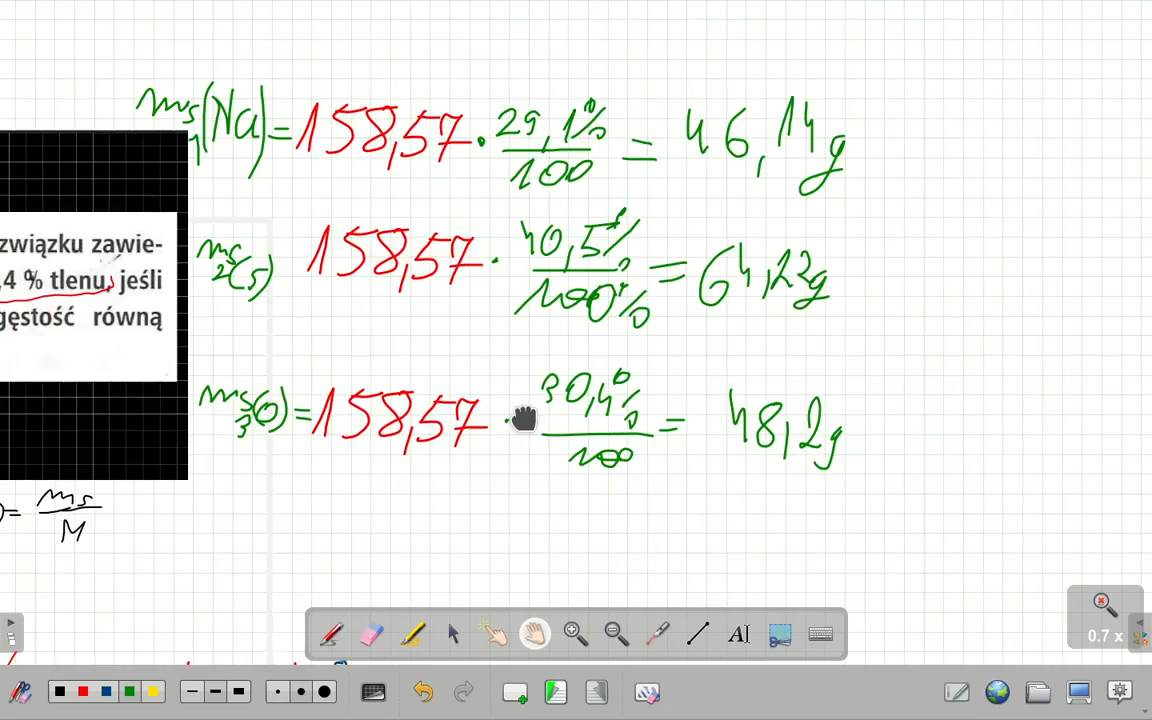 ms₁(Na) = 158,57 · 29,1% / 100 = 46,14g
związku zawie-
,4 % tlenu, jeśli
gęstość równą
ms₂(S) 158,57 · 40,5% / 100% = 64,22g
ms₃(O) = 158,57 · 30,4% / 100 = 48,2g
= ms / M
0.7 x